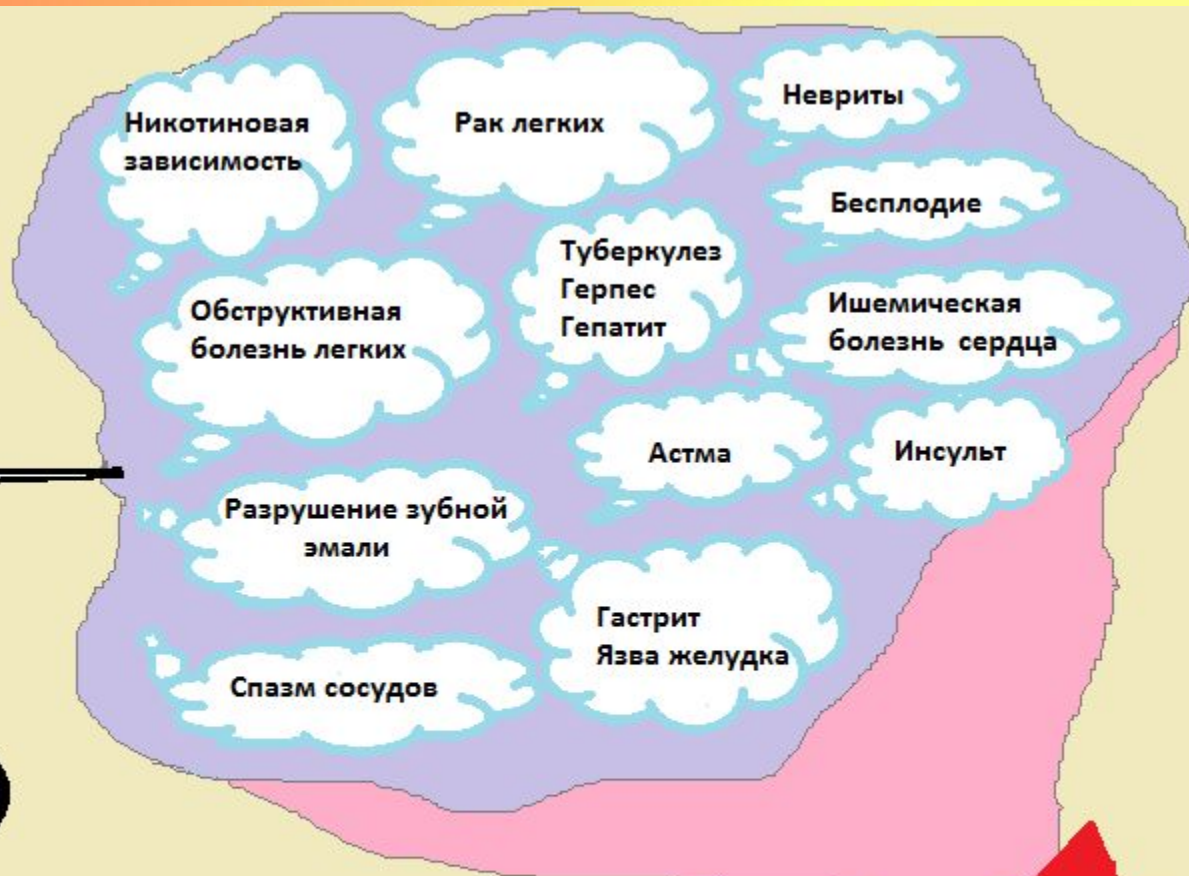 Никотиновая
зависимость
Рак легких
Невриты
Бесплодие
Обструктивная
болезнь легких
Туберкулез
Герпес
Гепатит
Ишемическая
болезнь сердца
Астма
Инсульт
Разрушение зубной
эмали
Гастрит
Язва желудка
Спазм сосудов